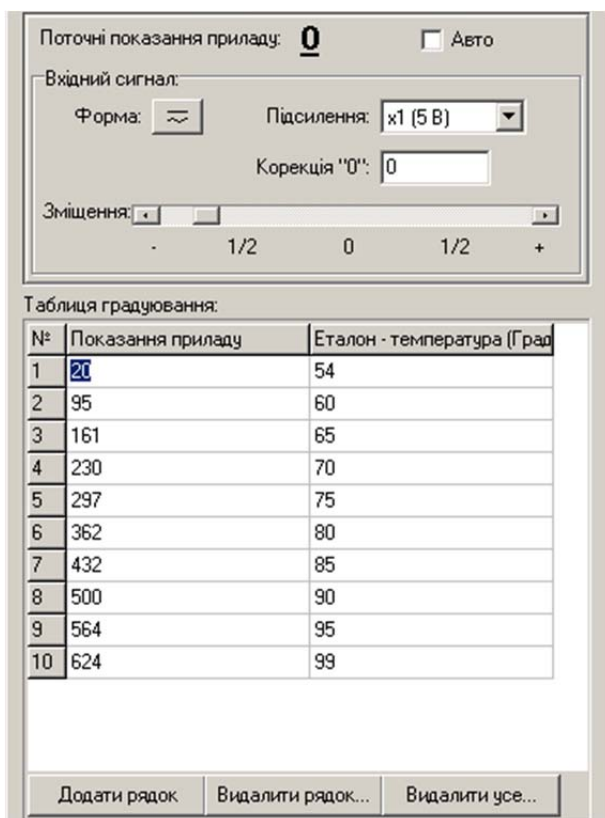 Поточні показання приладу: 0 Авто
Вхідний сигнал:
Форма: Підсилення: x1 (5 В)
Корекція "0": 0
Зміщення:
- 1/2 0 1/2 +
Таблиця градуювання:
№ Показання приладу Еталон - температура (Град
1 20 54
2 95 60
3 161 65
4 230 70
5 297 75
6 362 80
7 432 85
8 500 90
9 564 95
10 624 99
Додати рядок Видалити рядок... Видалити усе...